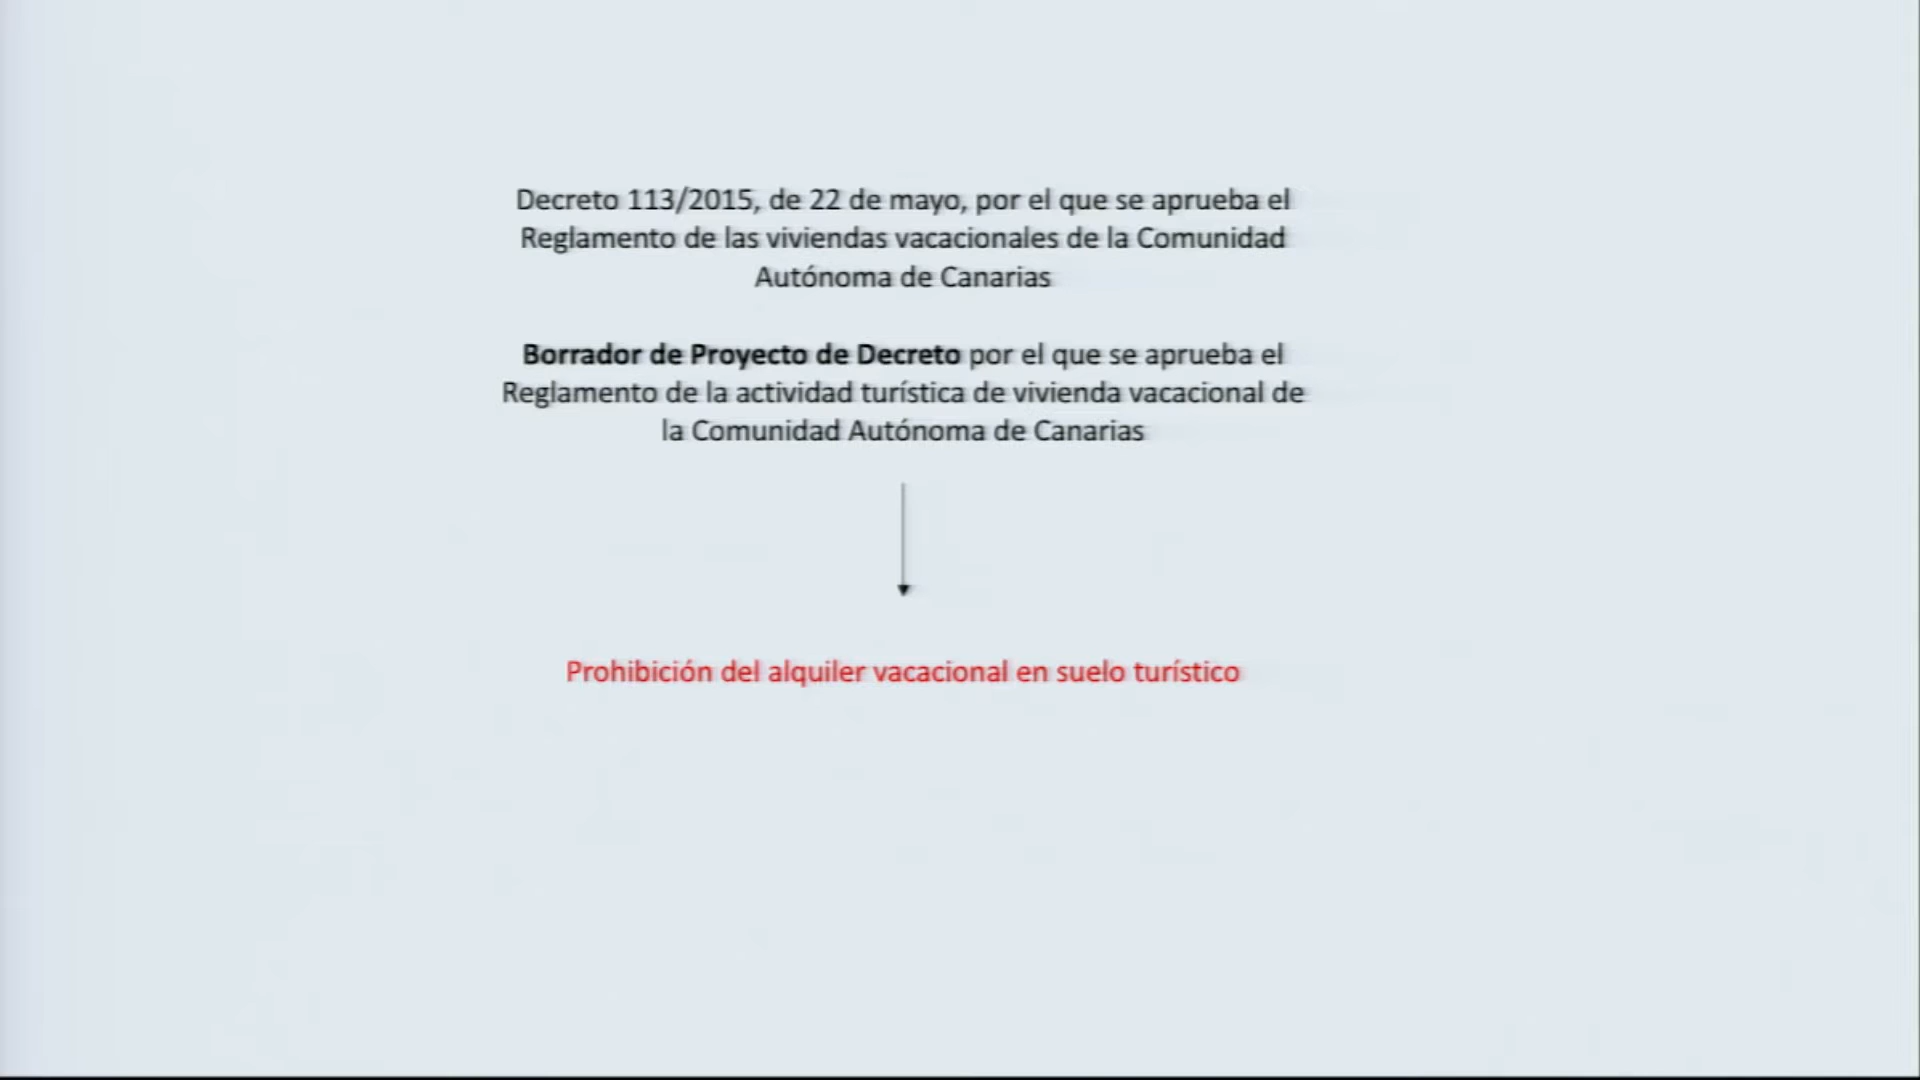 Decreto 113/2015, de 22 de mayo, por el que se aprueba el
Reglamento de las viviendas vacacionales de la Comunidad
Autónoma de Canarias
Borrador de Proyecto de Decreto por el que se aprueba el
Reglamento de la actividad turística de vivienda vacacional de
la Comunidad Autónoma de Canarias
Prohibición del alquiler vacacional en suelo turístico